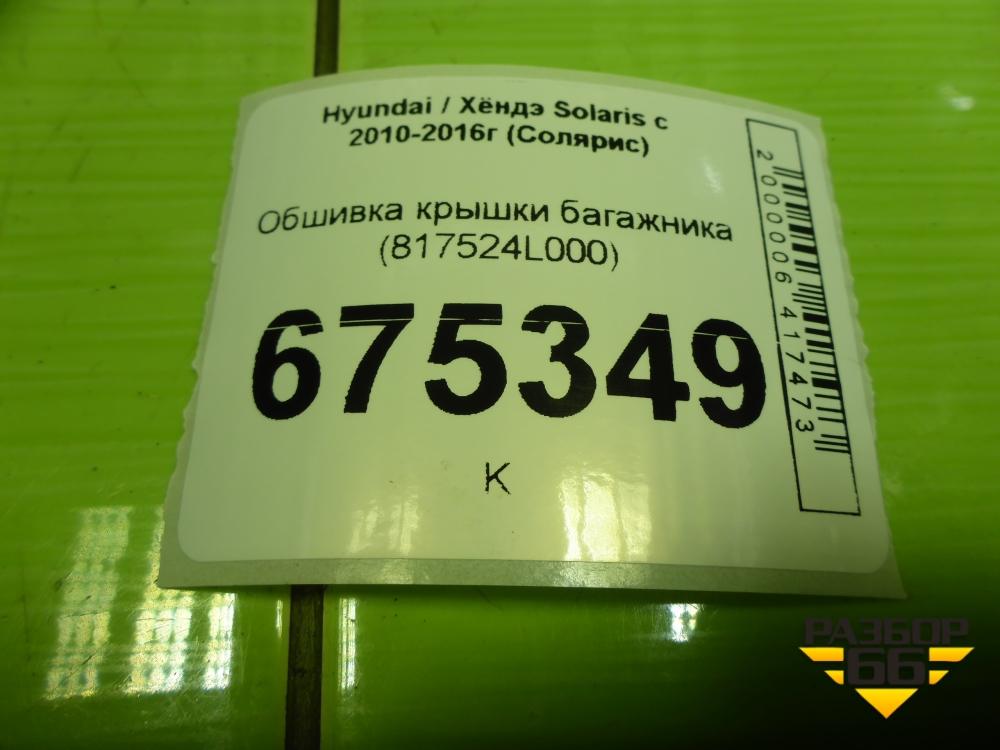 Hyundai / Хёндэ Solaris с
2010-2016г (Солярис)
Обшивка крышки багажника
(817524L000)
675349
К
2000006417473
РАЗБОР
66